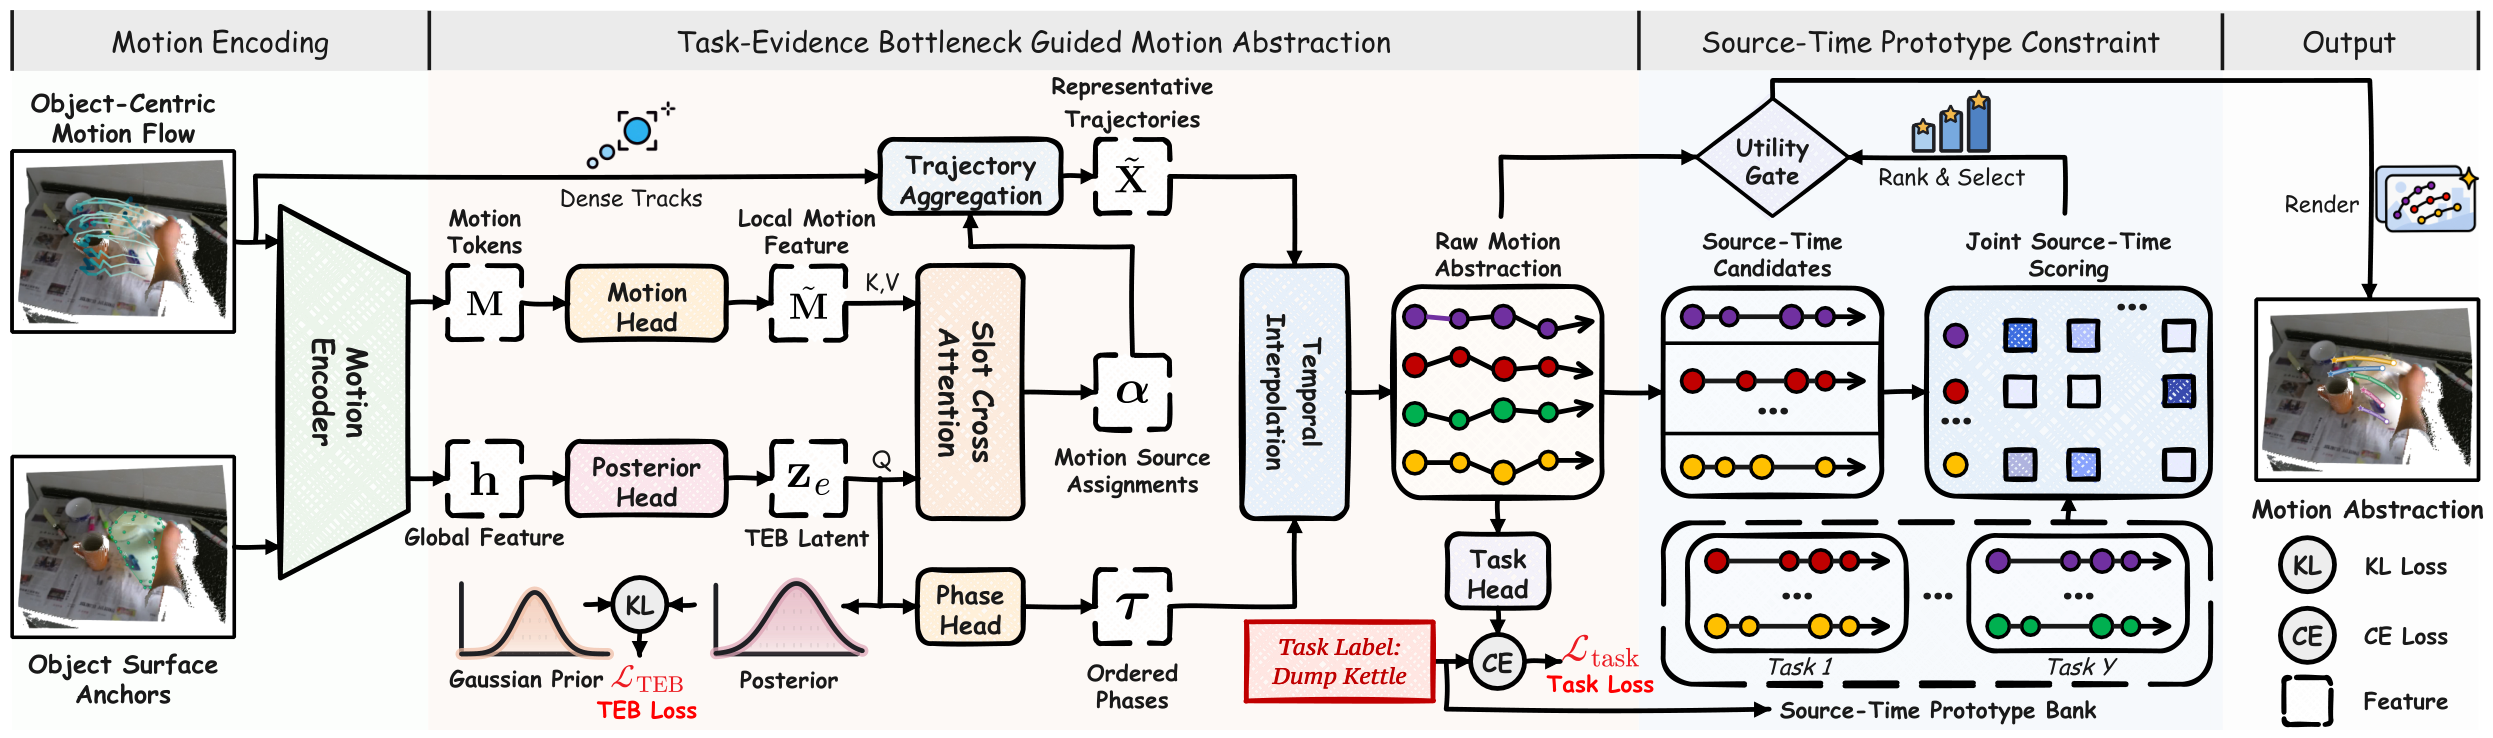 Motion Encoding
Task-Evidence Bottleneck Guided Motion Abstraction
Source-Time Prototype Constraint
Output
Object-Centric
Motion Flow
Object Surface
Anchors
Motion
Encoder
Dense Tracks
Motion
Tokens
M
Motion
Head
Local Motion
Feature
M̃
K,V
h
Global Feature
Posterior
Head
z_e
TEB Latent
Q
Slot Cross
Attention
Trajectory
Aggregation
Representative
Trajectories
X̃
α
Motion Source
Assignments
Gaussian Prior
KL
ℒ_TEB
TEB Loss
Posterior
Phase
Head
τ
Ordered
Phases
Temporal
Interpolation
Raw Motion
Abstraction
Task
Head
Task Label:
Dump Kettle
CE
ℒ_task
Task Loss
Utility
Gate
Rank & Select
Source-Time
Candidates
...
Joint Source-Time
Scoring
...
...
...
...
...
Task 1
Task Y
Source-Time Prototype Bank
Render
Motion Abstraction
KL
KL Loss
CE
CE Loss
Feature